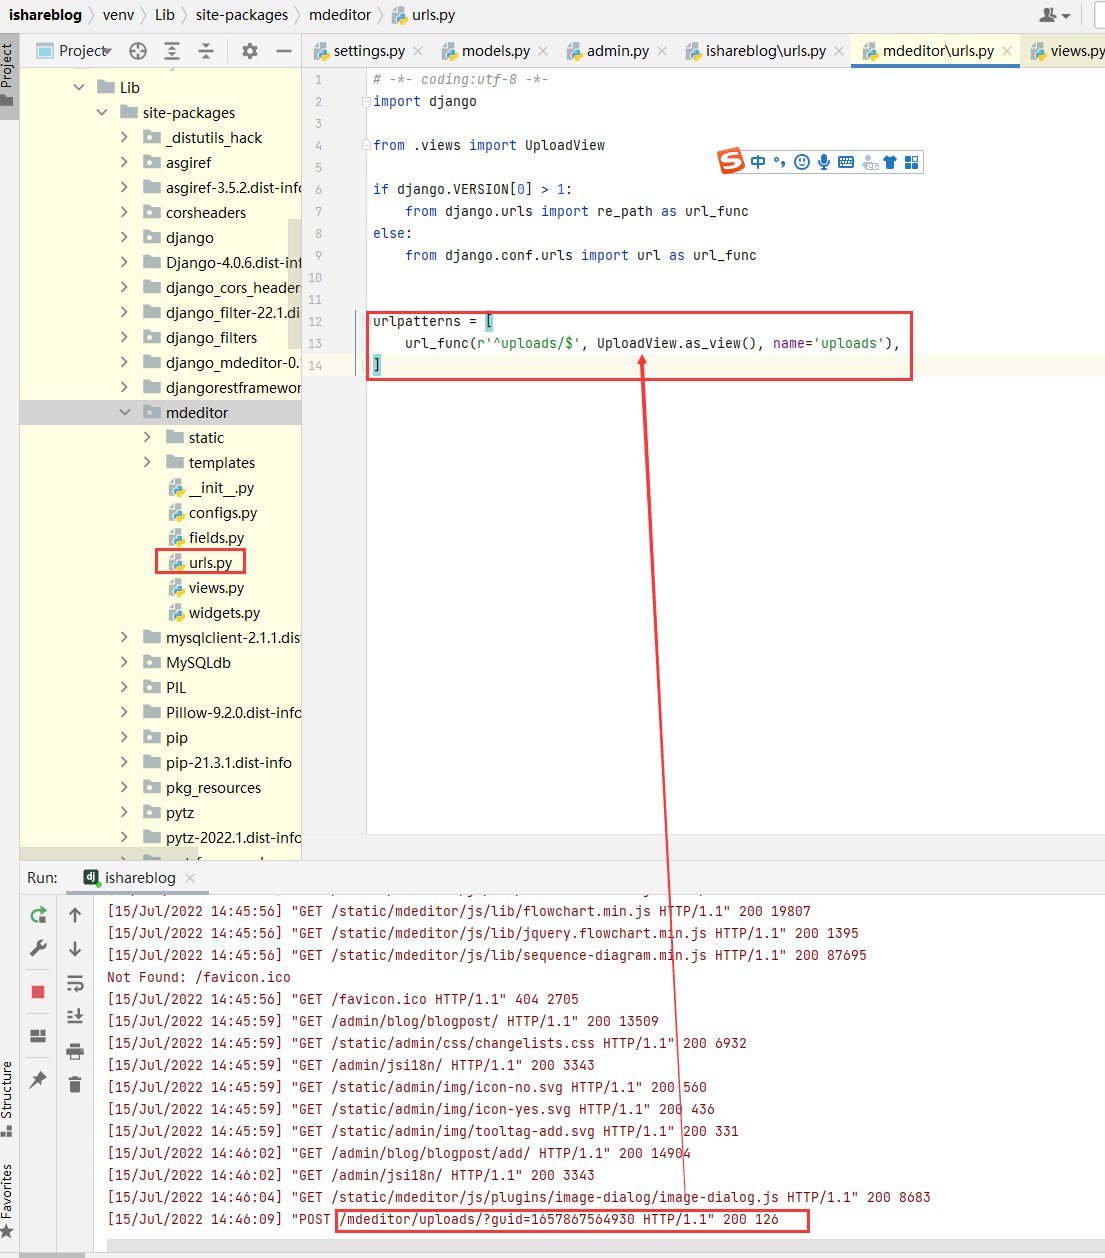 ishareblog venv Lib site-packages mdeditor urls.py
Project
Project
settings.py models.py admin.py ishareblog\urls.py mdeditor\urls.py views.py
Lib
site-packages
_distutils_hack
asgiref
asgiref-3.5.2.dist-info
corsheaders
django
Django-4.0.6.dist-inf
django_cors_header
django_filter-22.1.di
django_filters
django_mdeditor-0.
djangorestframewor
mdeditor
static
templates
__init__.py
configs.py
fields.py
urls.py
views.py
widgets.py
mysqlclient-2.1.1.dis
MySQLdb
PIL
Pillow-9.2.0.dist-info
pip
pip-21.3.1.dist-info
pkg_resources
pytz
pytz-2022.1.dist-info
1 # -*- coding:utf-8 -*-
2 import django
3
4 from .views import UploadView
5
6 if django.VERSION[0] > 1:
7 from django.urls import re_path as url_func
8 else:
9 from django.conf.urls import url as url_func
10
11
12 urlpatterns = [
13 url_func(r'^uploads/$', UploadView.as_view(), name='uploads'),
14 ]
S 中
Run: ishareblog
[15/Jul/2022 14:45:56] "GET /static/mdeditor/js/lib/flowchart.min.js HTTP/1.1" 200 19807
[15/Jul/2022 14:45:56] "GET /static/mdeditor/js/lib/jquery.flowchart.min.js HTTP/1.1" 200 1395
[15/Jul/2022 14:45:56] "GET /static/mdeditor/js/lib/sequence-diagram.min.js HTTP/1.1" 200 87695
Not Found: /favicon.ico
[15/Jul/2022 14:45:56] "GET /favicon.ico HTTP/1.1" 404 2705
[15/Jul/2022 14:45:59] "GET /admin/blog/blogpost/ HTTP/1.1" 200 13509
[15/Jul/2022 14:45:59] "GET /static/admin/css/changelists.css HTTP/1.1" 200 6932
[15/Jul/2022 14:45:59] "GET /admin/jsi18n/ HTTP/1.1" 200 3343
[15/Jul/2022 14:45:59] "GET /static/admin/img/icon-no.svg HTTP/1.1" 200 560
[15/Jul/2022 14:45:59] "GET /static/admin/img/icon-yes.svg HTTP/1.1" 200 436
[15/Jul/2022 14:45:59] "GET /static/admin/img/tooltag-add.svg HTTP/1.1" 200 331
[15/Jul/2022 14:46:02] "GET /admin/blog/blogpost/add/ HTTP/1.1" 200 14904
[15/Jul/2022 14:46:02] "GET /admin/jsi18n/ HTTP/1.1" 200 3343
[15/Jul/2022 14:46:04] "GET /static/mdeditor/js/plugins/image-dialog/image-dialog.js HTTP/1.1" 200 8683
[15/Jul/2022 14:46:09] "POST /mdeditor/uploads/?guid=1657867564930 HTTP/1.1" 200 126
Structure
Favorites